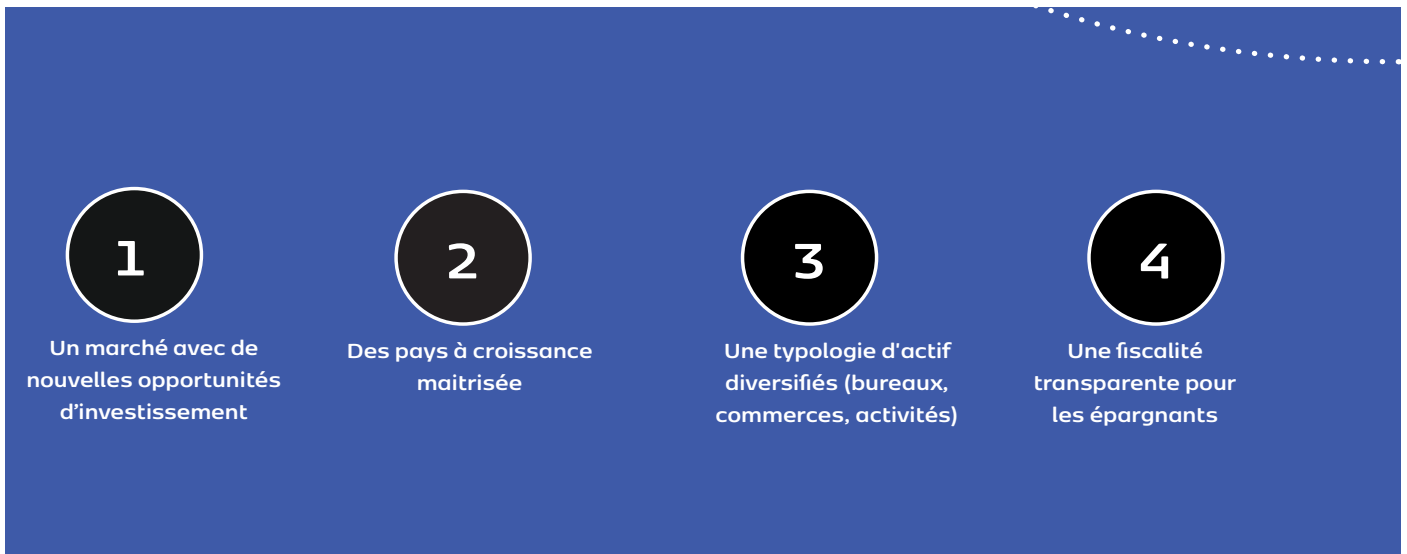 1
Un marché avec de
nouvelles opportunités
d’investissement
2
Des pays à croissance
maitrisée
3
Une typologie d'actif
diversifiés (bureaux,
commerces, activités)
4
Une fiscalité
transparente pour
les épargnants